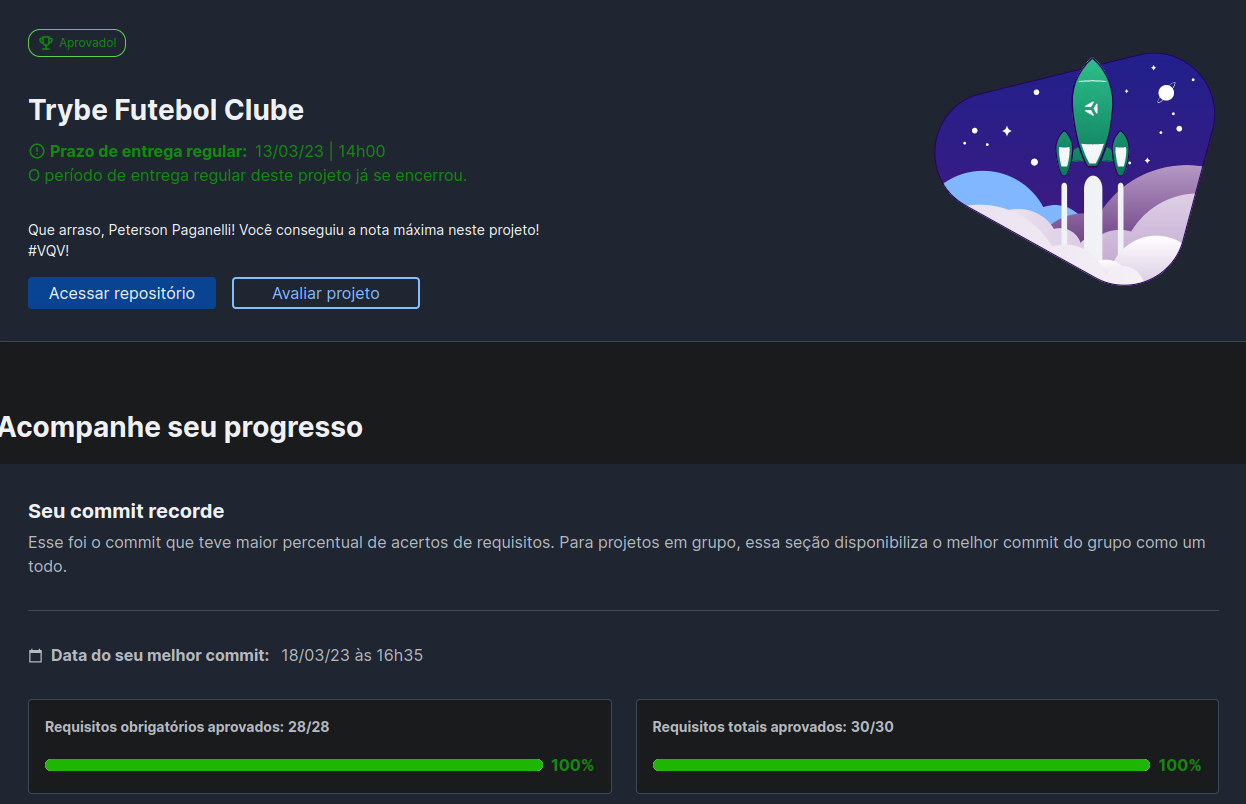 Aprovado!
Trybe Futebol Clube
Prazo de entrega regular: 13/03/23 | 14h00
O período de entrega regular deste projeto já se encerrou.
Que arraso, Peterson Paganelli! Você conseguiu a nota máxima neste projeto!
#VQV!
Acessar repositório
Avaliar projeto
Acompanhe seu progresso
Seu commit recorde
Esse foi o commit que teve maior percentual de acertos de requisitos. Para projetos em grupo, essa seção disponibiliza o melhor commit do grupo como um
todo.
Data do seu melhor commit: 18/03/23 às 16h35
Requisitos obrigatórios aprovados: 28/28
100%
Requisitos totais aprovados: 30/30
100%